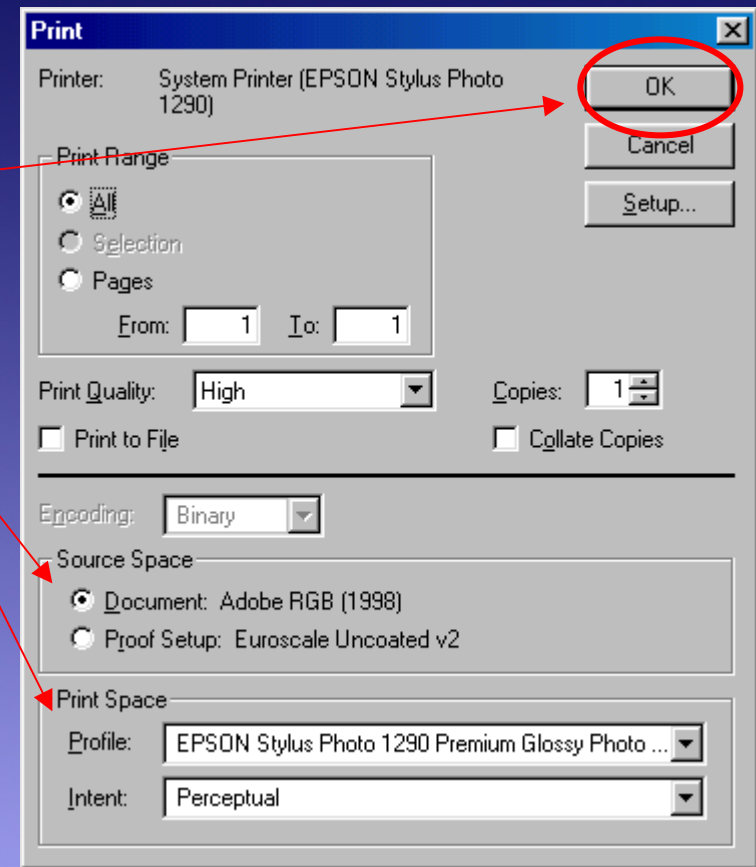 Print
Printer: System Printer (EPSON Stylus Photo 1290)
OK
Cancel
Setup...
Print Range
All
Selection
Pages
From: 1 To: 1
Print Quality: High
Copies: 1
Print to File
Collate Copies
Encoding: Binary
Source Space
Document: Adobe RGB (1998)
Proof Setup: Euroscale Uncoated v2
Print Space
Profile: EPSON Stylus Photo 1290 Premium Glossy Photo ...
Intent: Perceptual